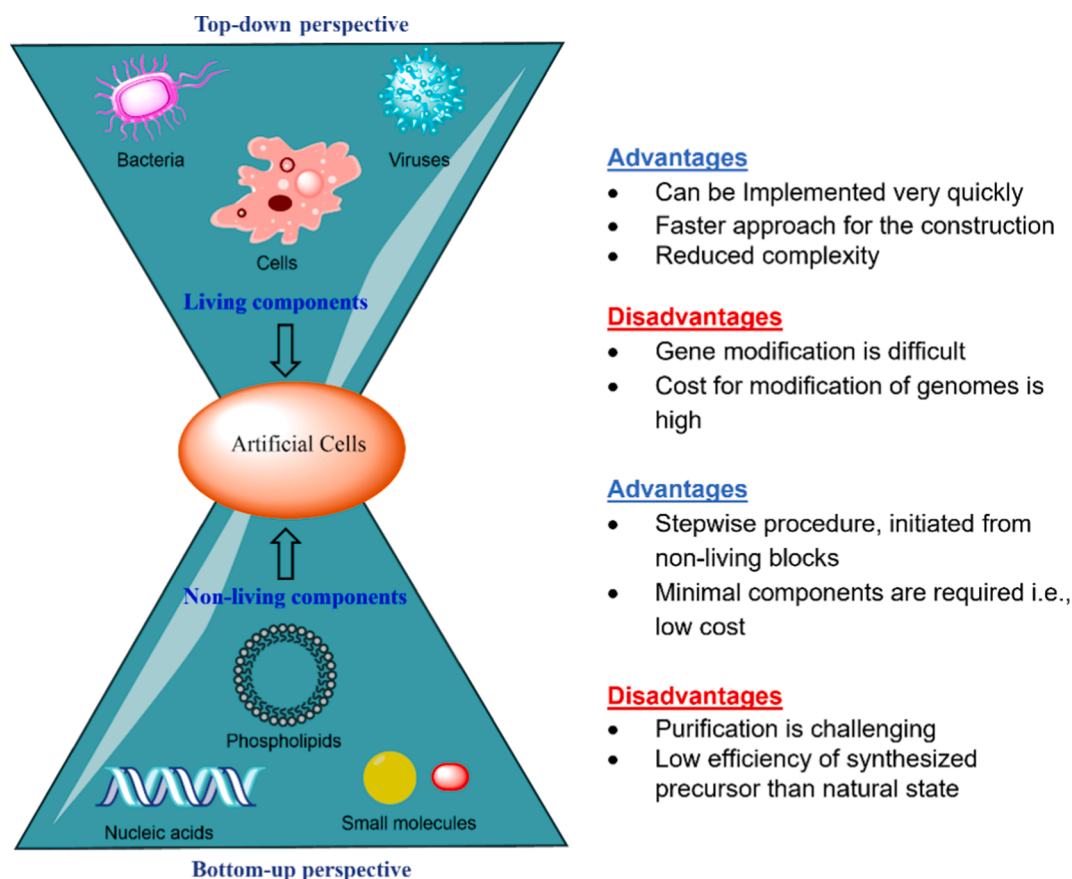 Top-down perspective
Bacteria
Viruses
Cells
Living components
Artificial Cells
Non-living components
Phospholipids
Nucleic acids
Small molecules
Bottom-up perspective
Advantages
• Can be Implemented very quickly
• Faster approach for the construction
• Reduced complexity
Disadvantages
• Gene modification is difficult
• Cost for modification of genomes is
high
Advantages
• Stepwise procedure, initiated from
non-living blocks
• Minimal components are required i.e.,
low cost
Disadvantages
• Purification is challenging
• Low efficiency of synthesized
precursor than natural state